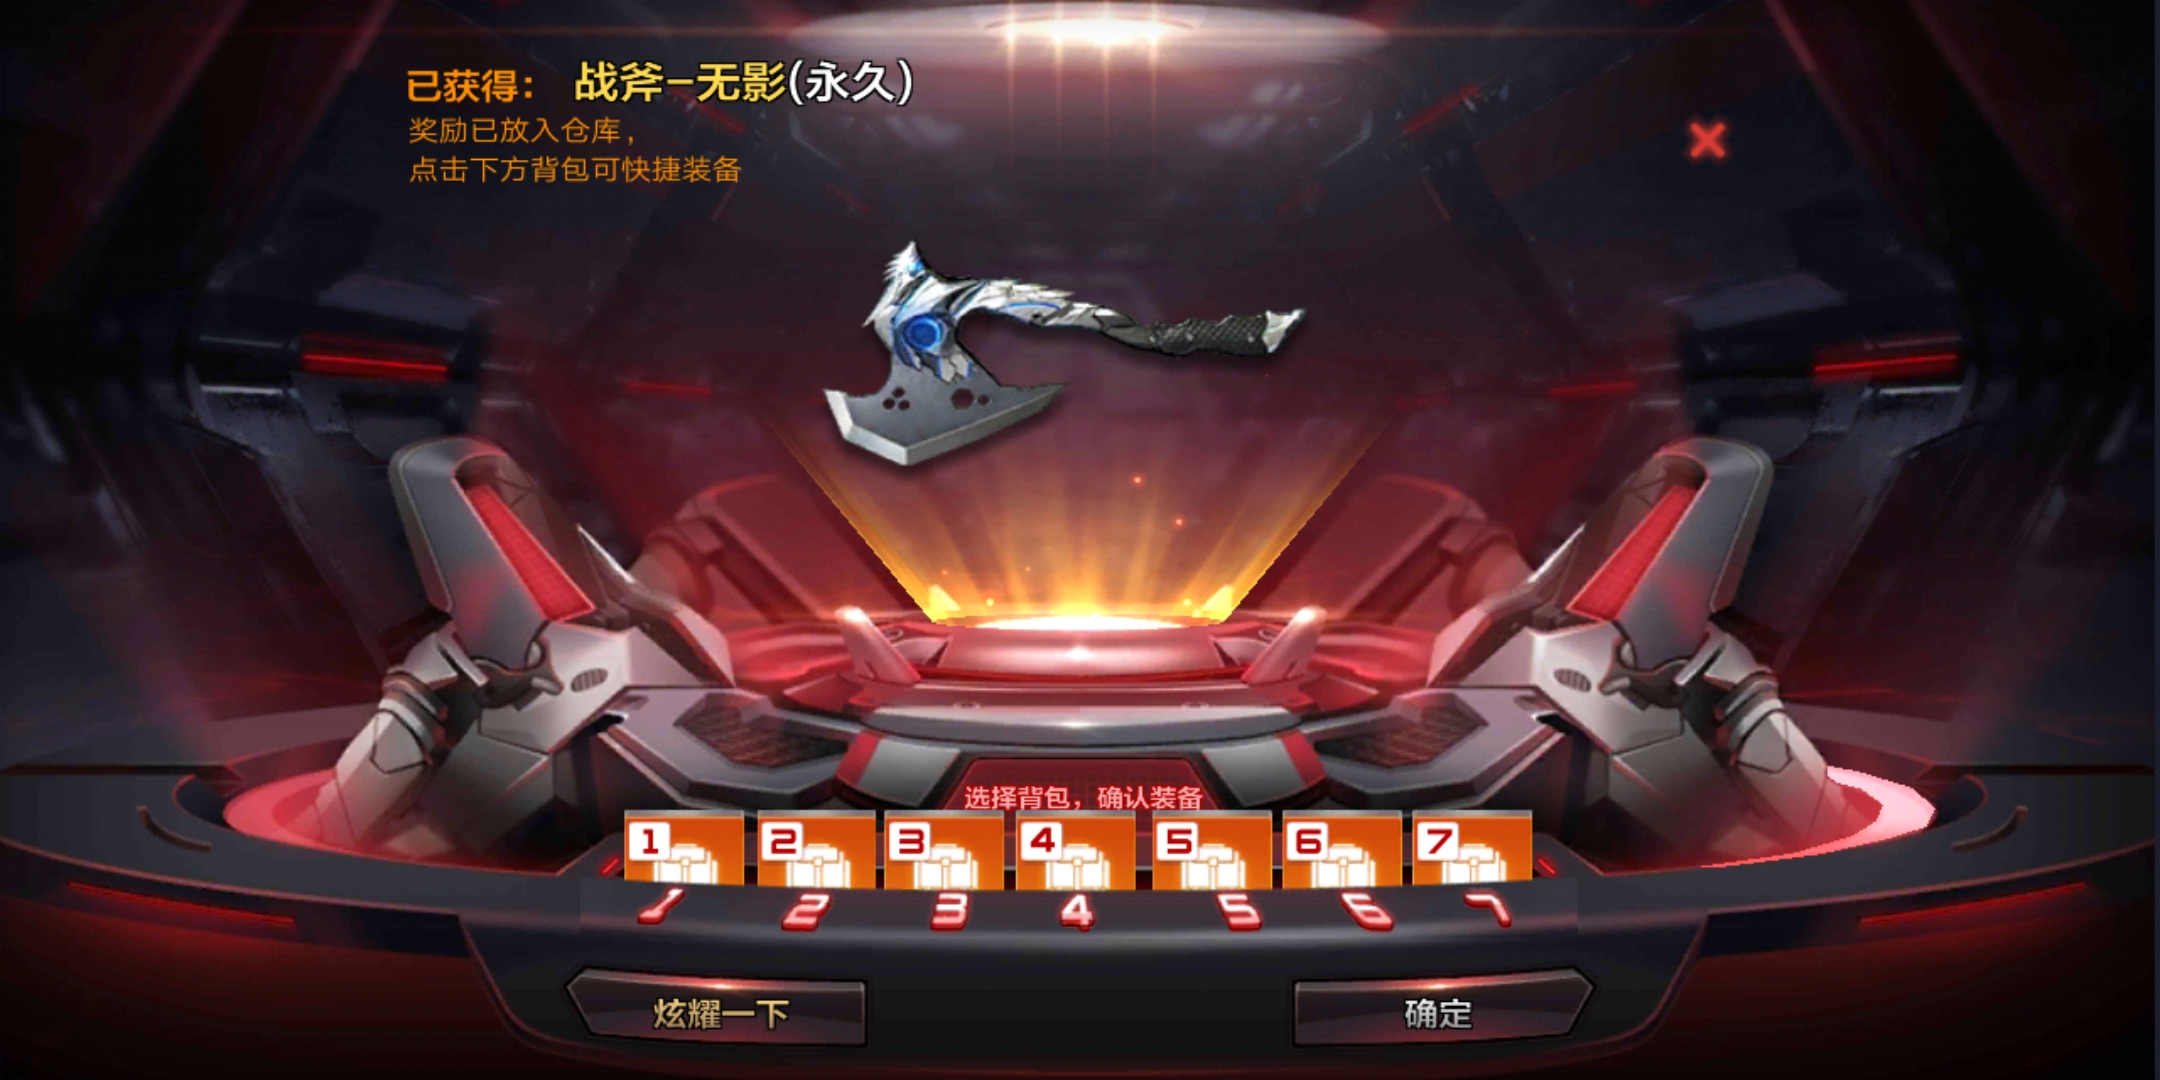 已获得： 战斧-无影(永久)
奖励已放入仓库，
点击下方背包可快捷装备
选择背包，确认装备
1 2 3 4 5 6 7
1 2 3 4 5 6 7
炫耀一下 确定